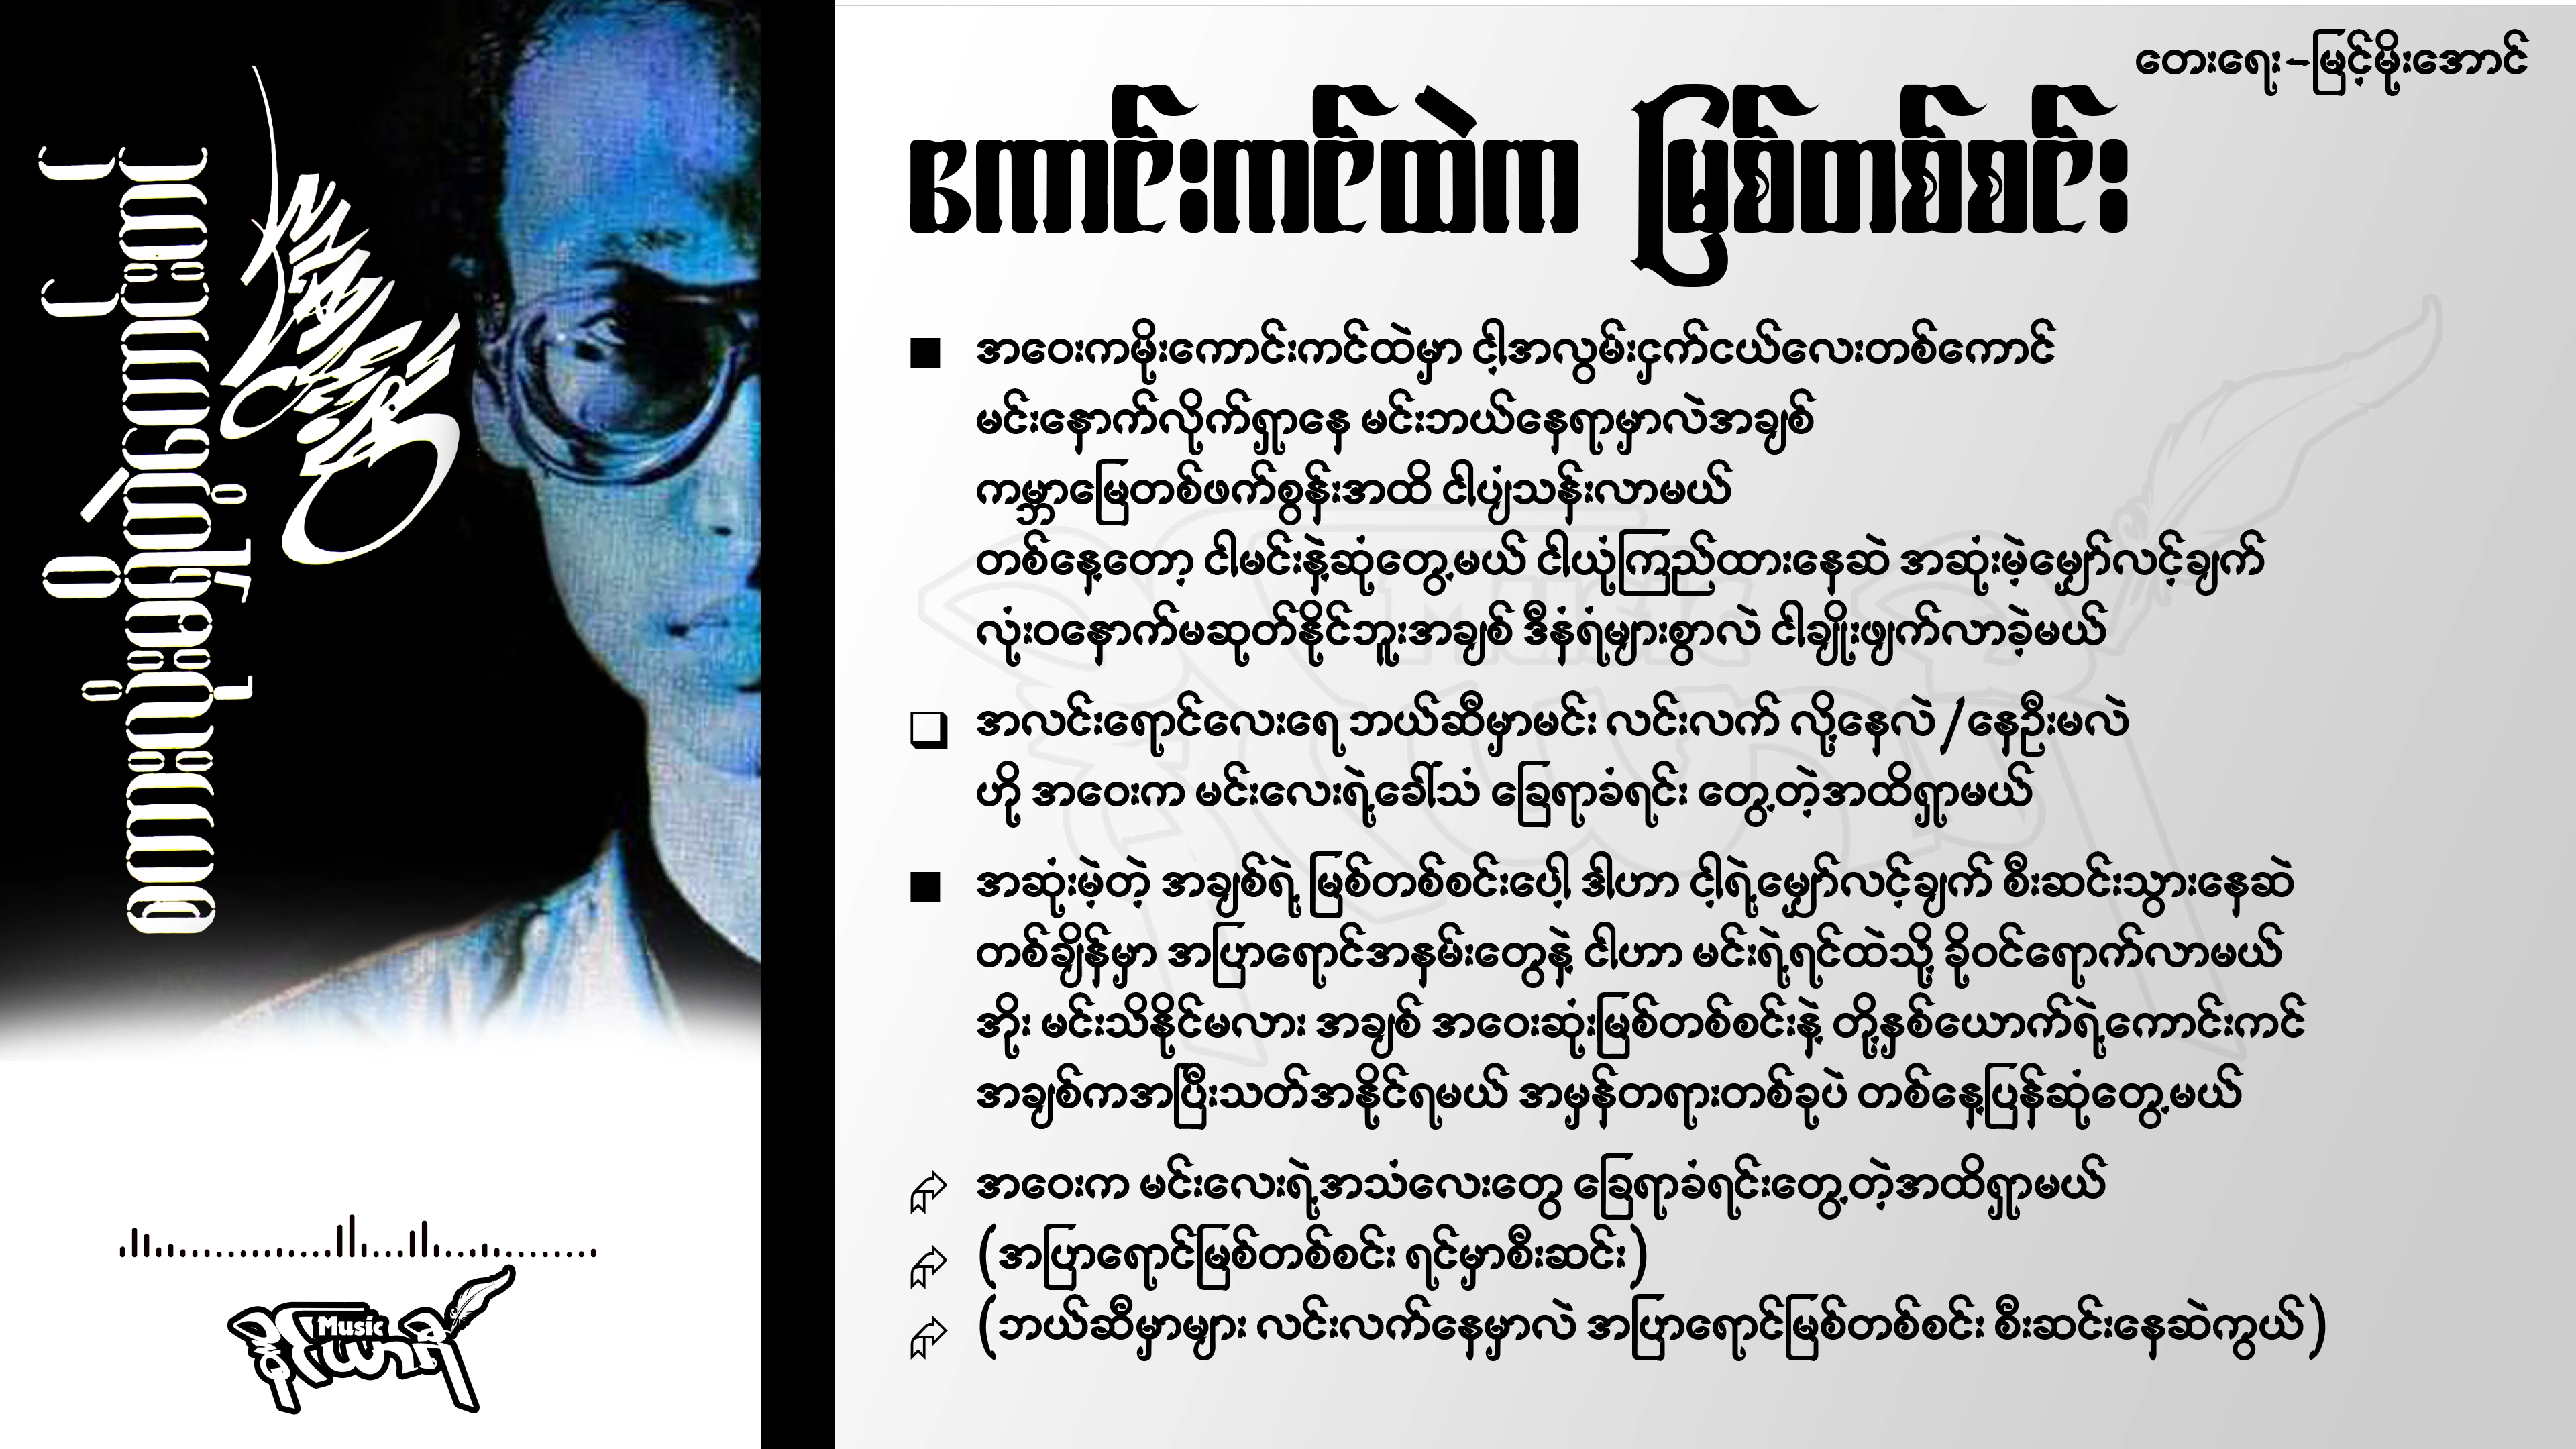 တေးရေး-မြင့်မိုးအောင်
ကောင်းကင်ထဲက မြစ်တစ်စင်း
■ အဝေးကမိုးကောင်းကင်ထဲမှာ ငါ့အလွမ်းငှက်ငယ်လေးတစ်ကောင်
မင်းနောက်လိုက်ရှာနေ မင်းဘယ်နေရာမှာလဲအချစ်
ကမ္ဘာမြေတစ်ဖက်စွန်းအထိ ငါပျံသန်းလာမယ်
တစ်နေ့တော့ ငါမင်းနဲ့ဆုံတွေ့မယ် ငါယုံကြည်ထားနေဆဲ အဆုံးမဲ့မျှော်လင့်ချက်
လုံးဝနောက်မဆုတ်နိုင်ဘူးအချစ် ဒီနံရံများစွာလဲ ငါချိုးဖျက်လာခဲ့မယ်
❑ အလင်းရောင်လေးရေ ဘယ်ဆီမှာမင်း လင်းလက် လို့နေလဲ/နေဦးမလဲ
ဟို အဝေးက မင်းလေးရဲ့ခေါ်သံ ခြေရာခံရင်း တွေ့တဲ့အထိရှာမယ်
■ အဆုံးမဲ့တဲ့ အချစ်ရဲ့ မြစ်တစ်စင်းပေါ့ ဒါဟာ ငါ့ရဲ့မျှော်လင့်ချက် စီးဆင်းသွားနေဆဲ
တစ်ချိန်မှာ အပြာရောင်အနမ်းတွေနဲ့ ငါဟာ မင်းရဲ့ရင်ထဲသို့ ခိုဝင်ရောက်လာမယ်
အိုး မင်းသိနိုင်မလား အချစ် အဝေးဆုံးမြစ်တစ်စင်းနဲ့ တို့နှစ်ယောက်ရဲ့ကောင်းကင်
အချစ်ကအပြီးသတ်အနိုင်ရမယ် အမှန်တရားတစ်ခုပဲ တစ်နေ့ပြန်ဆုံတွေ့မယ်
အဝေးက မင်းလေးရဲ့အသံလေးတွေ ခြေရာခံရင်းတွေ့တဲ့အထိရှာမယ်
(အပြာရောင်မြစ်တစ်စင်း ရင်မှာစီးဆင်း)
(ဘယ်ဆီမှာများ လင်းလက်နေမှာလဲ အပြာရောင်မြစ်တစ်စင်း စီးဆင်းနေဆဲကွယ်)
Music